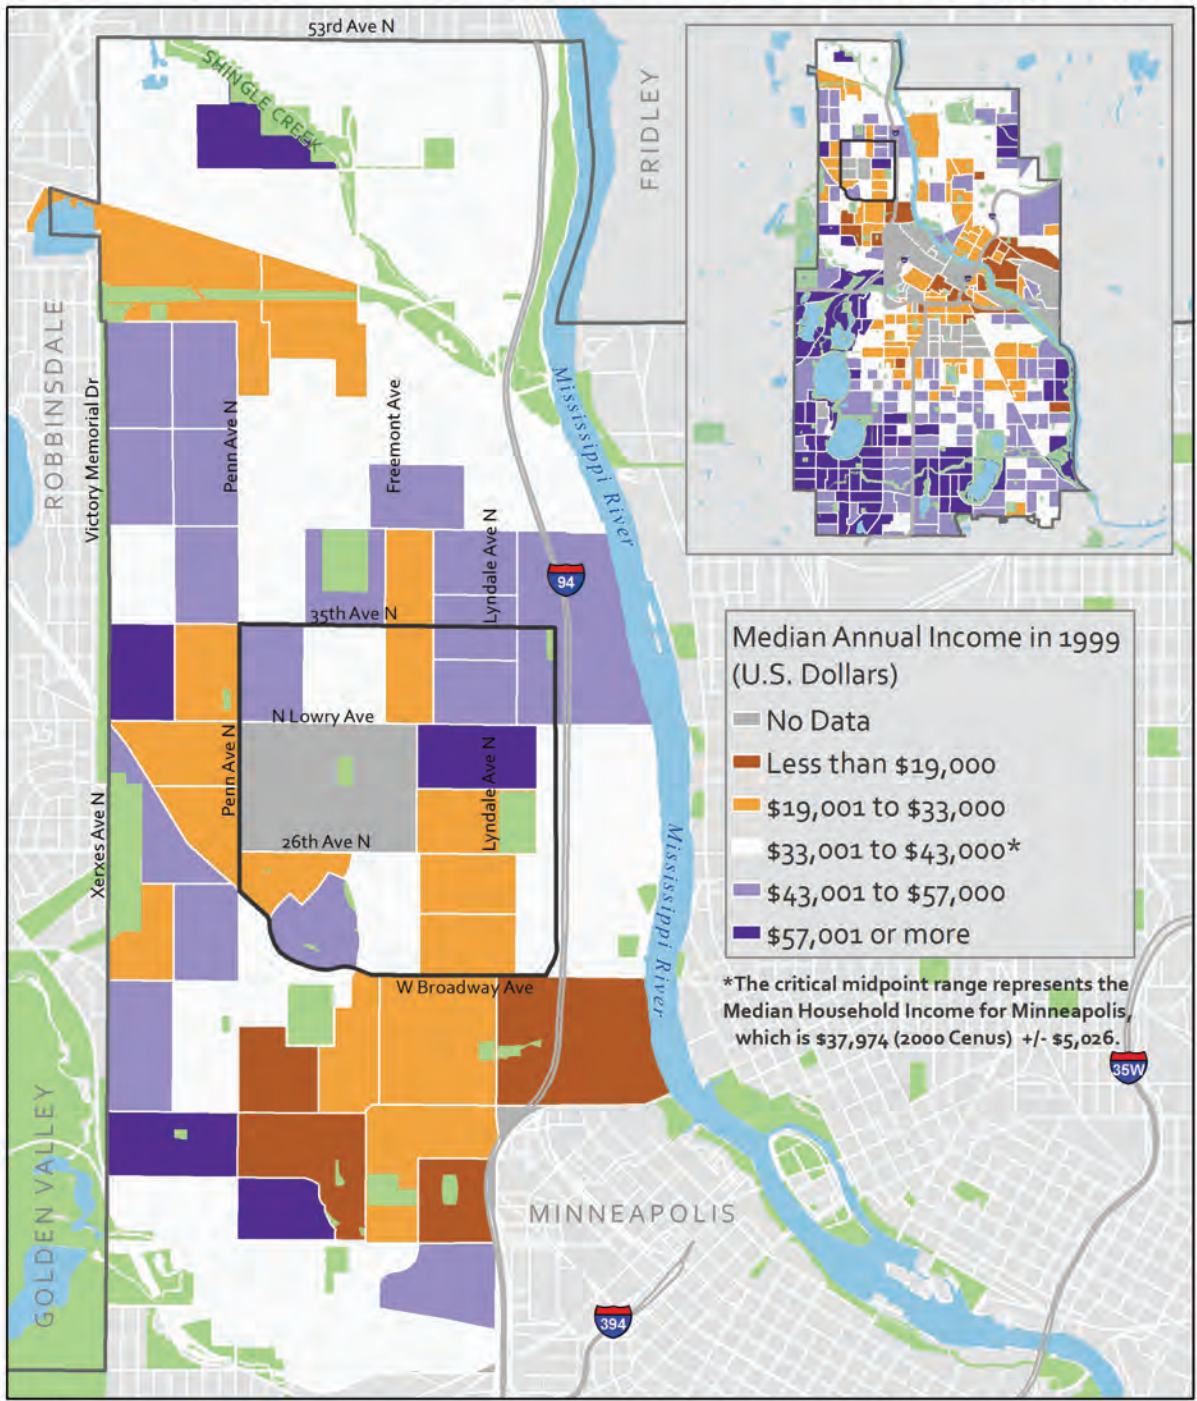 53rd Ave N
SHINGLE CREEK
FRIDLEY
ROBBINSDALE
Victory Memorial Dr
Penn Ave N
Freemont Ave
Mississippi River
Lyndale Ave N
94
35th Ave N
N Lowry Ave
Penn Ave N
Lyndale Ave N
26th Ave N
Xerxes Ave N
Mississippi River
W Broadway Ave
Median Annual Income in 1999
(U.S. Dollars)
No Data
Less than $19,000
$19,001 to $33,000
$33,001 to $43,000*
$43,001 to $57,000
$57,001 or more
*The critical midpoint range represents the
Median Household Income for Minneapolis,
which is $37,974 (2000 Cenus) +/- $5,026.
35W
GOLDEN VALLEY
MINNEAPOLIS
394